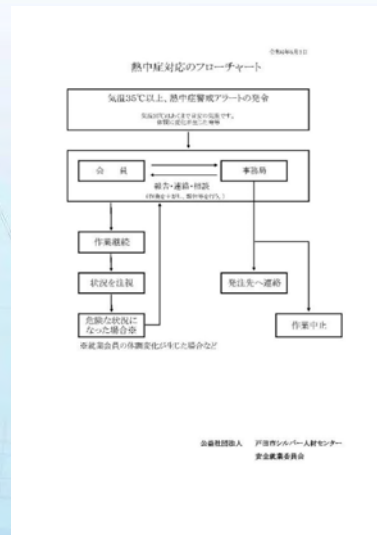 熱中症対応のフローチャート
気温35℃以上、熱中症警戒アラートの発令
会　員
事務局
報告・連絡・相談
作業継続
状況を注視
危険な状況に
なった場合※
発注先へ連絡
作業中止
※就業会員の体調変化が生じた場合など
公益社団法人　戸田市シルバー人材センター
安全就業委員会